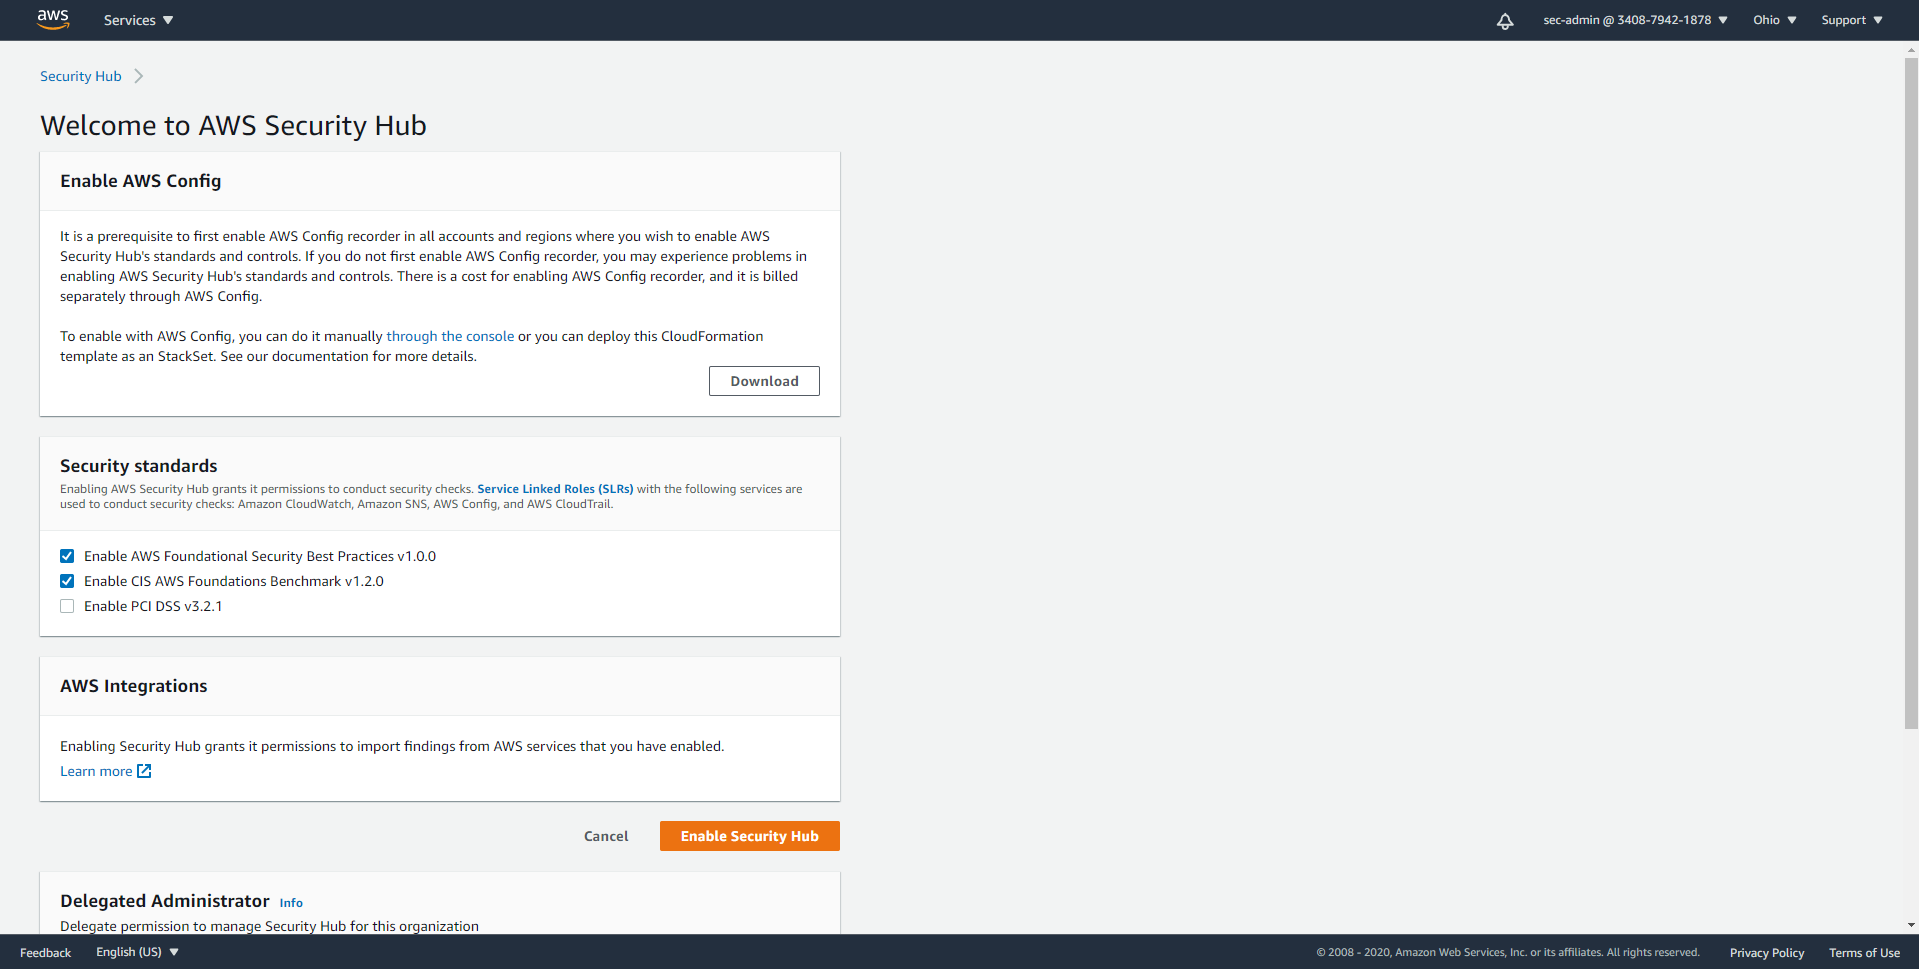 aws
Services
sec-admin @ 3408-7942-1878
Ohio
Support
Security Hub
Welcome to AWS Security Hub
Enable AWS Config
It is a prerequisite to first enable AWS Config recorder in all accounts and regions where you wish to enable AWS
Security Hub's standards and controls. If you do not first enable AWS Config recorder, you may experience problems in
enabling AWS Security Hub's standards and controls. There is a cost for enabling AWS Config recorder, and it is billed
separately through AWS Config.
To enable with AWS Config, you can do it manually through the console or you can deploy this CloudFormation
template as an StackSet. See our documentation for more details.
Download
Security standards
Enabling AWS Security Hub grants it permissions to conduct security checks. Service Linked Roles (SLRs) with the following services are
used to conduct security checks: Amazon CloudWatch, Amazon SNS, AWS Config, and AWS CloudTrail.
Enable AWS Foundational Security Best Practices v1.0.0
Enable CIS AWS Foundations Benchmark v1.2.0
Enable PCI DSS v3.2.1
AWS Integrations
Enabling Security Hub grants it permissions to import findings from AWS services that you have enabled.
Learn more
Cancel
Enable Security Hub
Delegated Administrator Info
Delegate permission to manage Security Hub for this organization
Feedback
English (US)
© 2008 - 2020, Amazon Web Services, Inc. or its affiliates. All rights reserved.
Privacy Policy
Terms of Use